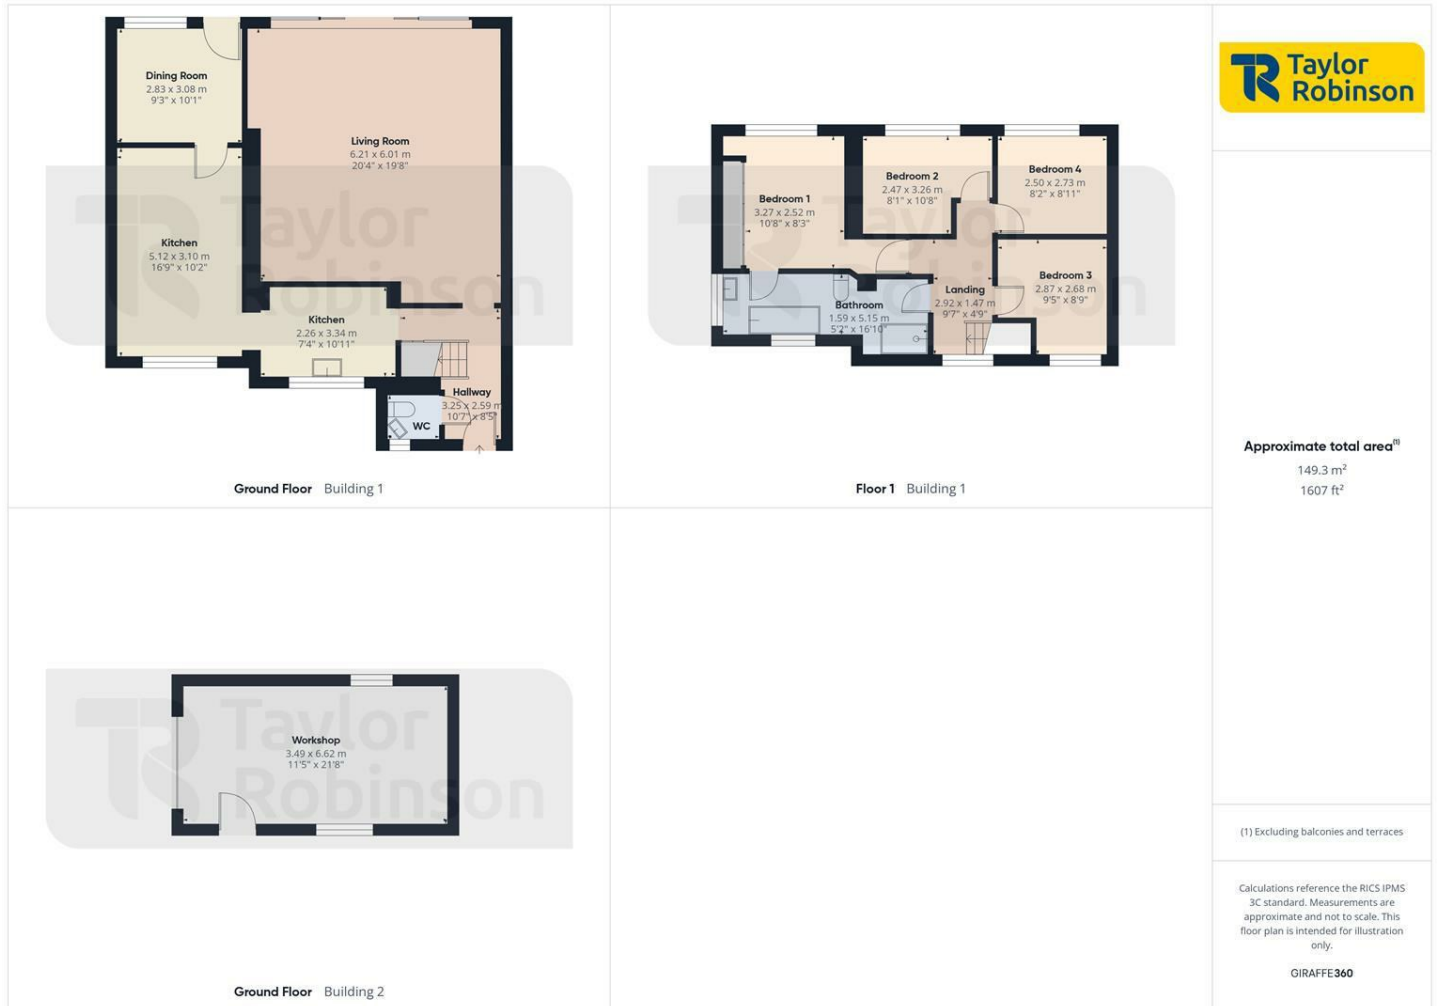 Dining Room
2.83 x 3.08 m
9'3" x 10'1"
Living Room
6.21 x 6.01 m
20'4" x 19'8"
Kitchen
5.12 x 3.10 m
16'9" x 10'2"
Kitchen
2.26 x 3.34 m
7'4" x 10'11"
Hallway
3.25 x 2.59 m
10'7" x 8'5"
WC
Taylor
Robinson
Ground Floor Building 1
Bedroom 1
3.27 x 2.52 m
10'8" x 8'3"
Bedroom 2
2.47 x 3.26 m
8'1" x 10'8"
Bedroom 4
2.50 x 2.73 m
8'2" x 8'11"
Bedroom 3
2.87 x 2.68 m
9'5" x 8'9"
Landing
2.92 x 1.47 m
9'7" x 4'9"
Bathroom
1.59 x 5.15 m
5'2" x 16'10"
Taylor
Robinson
Floor 1 Building 1
Workshop
3.49 x 6.62 m
11'5" x 21'8"
Taylor
Robinson
Ground Floor Building 2
TR Taylor
Robinson
Approximate total area(1)
149.3 m²
1607 ft²
(1) Excluding balconies and terraces
Calculations reference the RICS IPMS
3C standard. Measurements are
approximate and not to scale. This
floor plan is intended for illustration
only.
GIRAFFE360